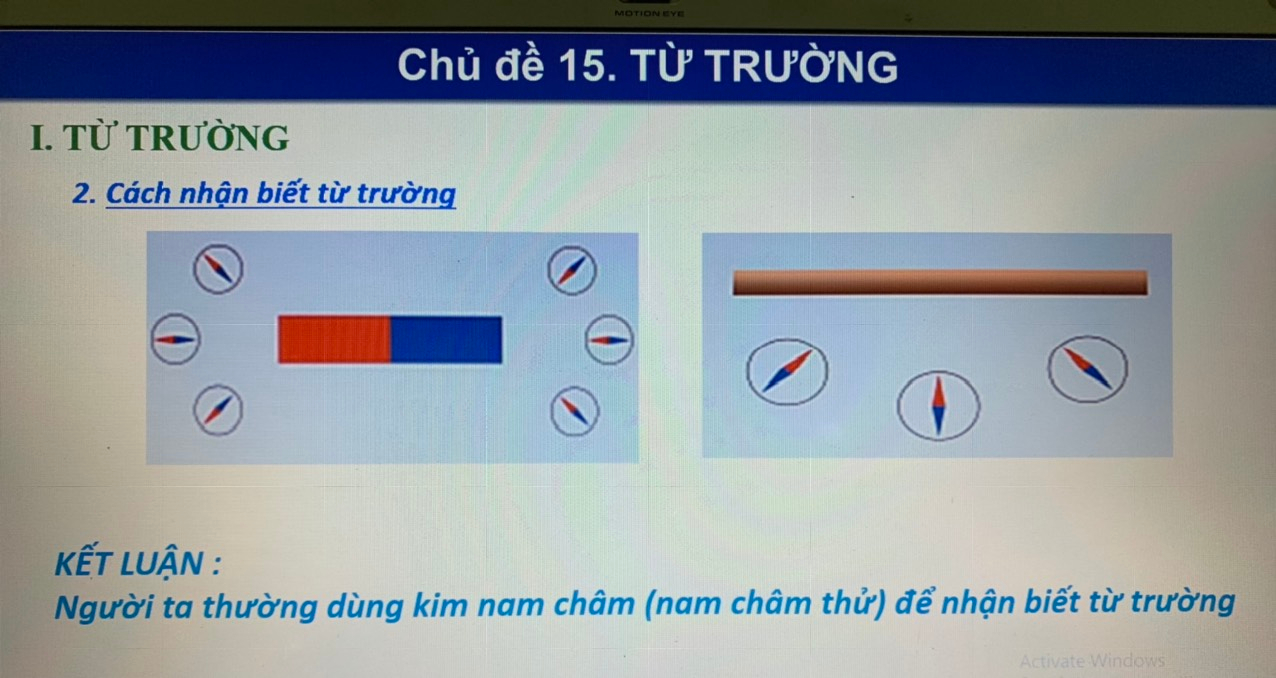 MOTION EYE
Chủ đề 15. TỪ TRƯỜNG
I. TỪ TRƯỜNG
2. Cách nhận biết từ trường
KẾT LUẬN :
Người ta thường dùng kim nam châm (nam châm thử) để nhận biết từ trường
Activate Windows